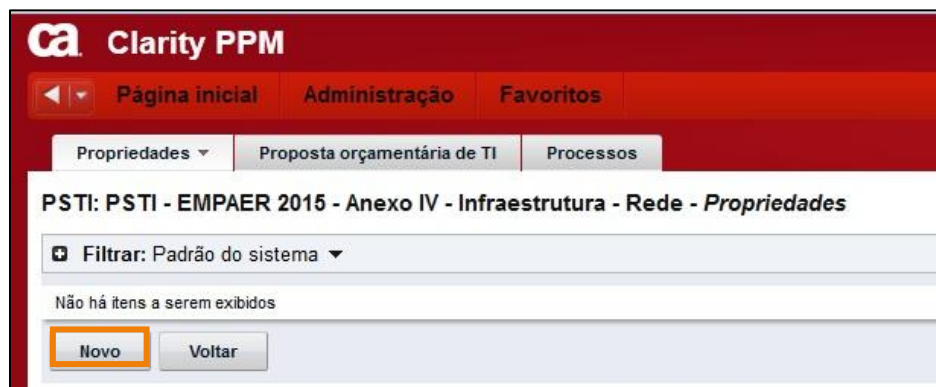 ca Clarity PPM
Página inicial Administração Favoritos
Propriedades Proposta orçamentária de TI Processos
PSTI: PSTI - EMPAER 2015 - Anexo IV - Infraestrutura - Rede - Propriedades
Filtrar: Padrão do sistema
Não há itens a serem exibidos
Novo Voltar